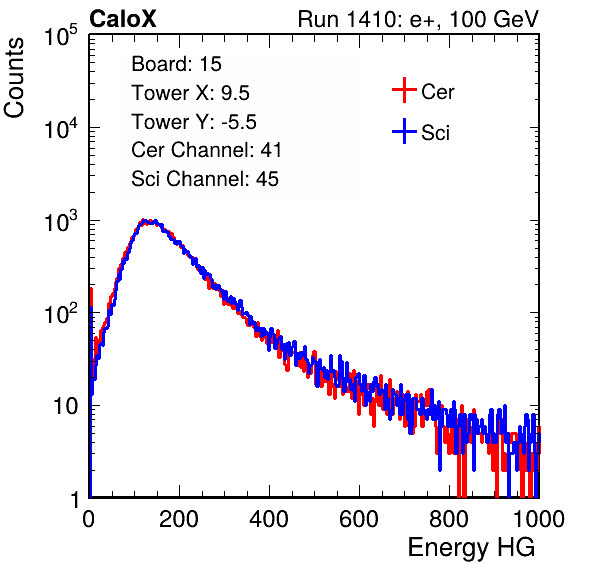 CaloX Run 1410: e+, 100 GeV
Counts
10^5
10^4
10^3
10^2
10
1
Board: 15
Tower X: 9.5
Tower Y: -5.5
Cer Channel: 41
Sci Channel: 45
Cer
Sci
0 200 400 600 800 1000
Energy HG